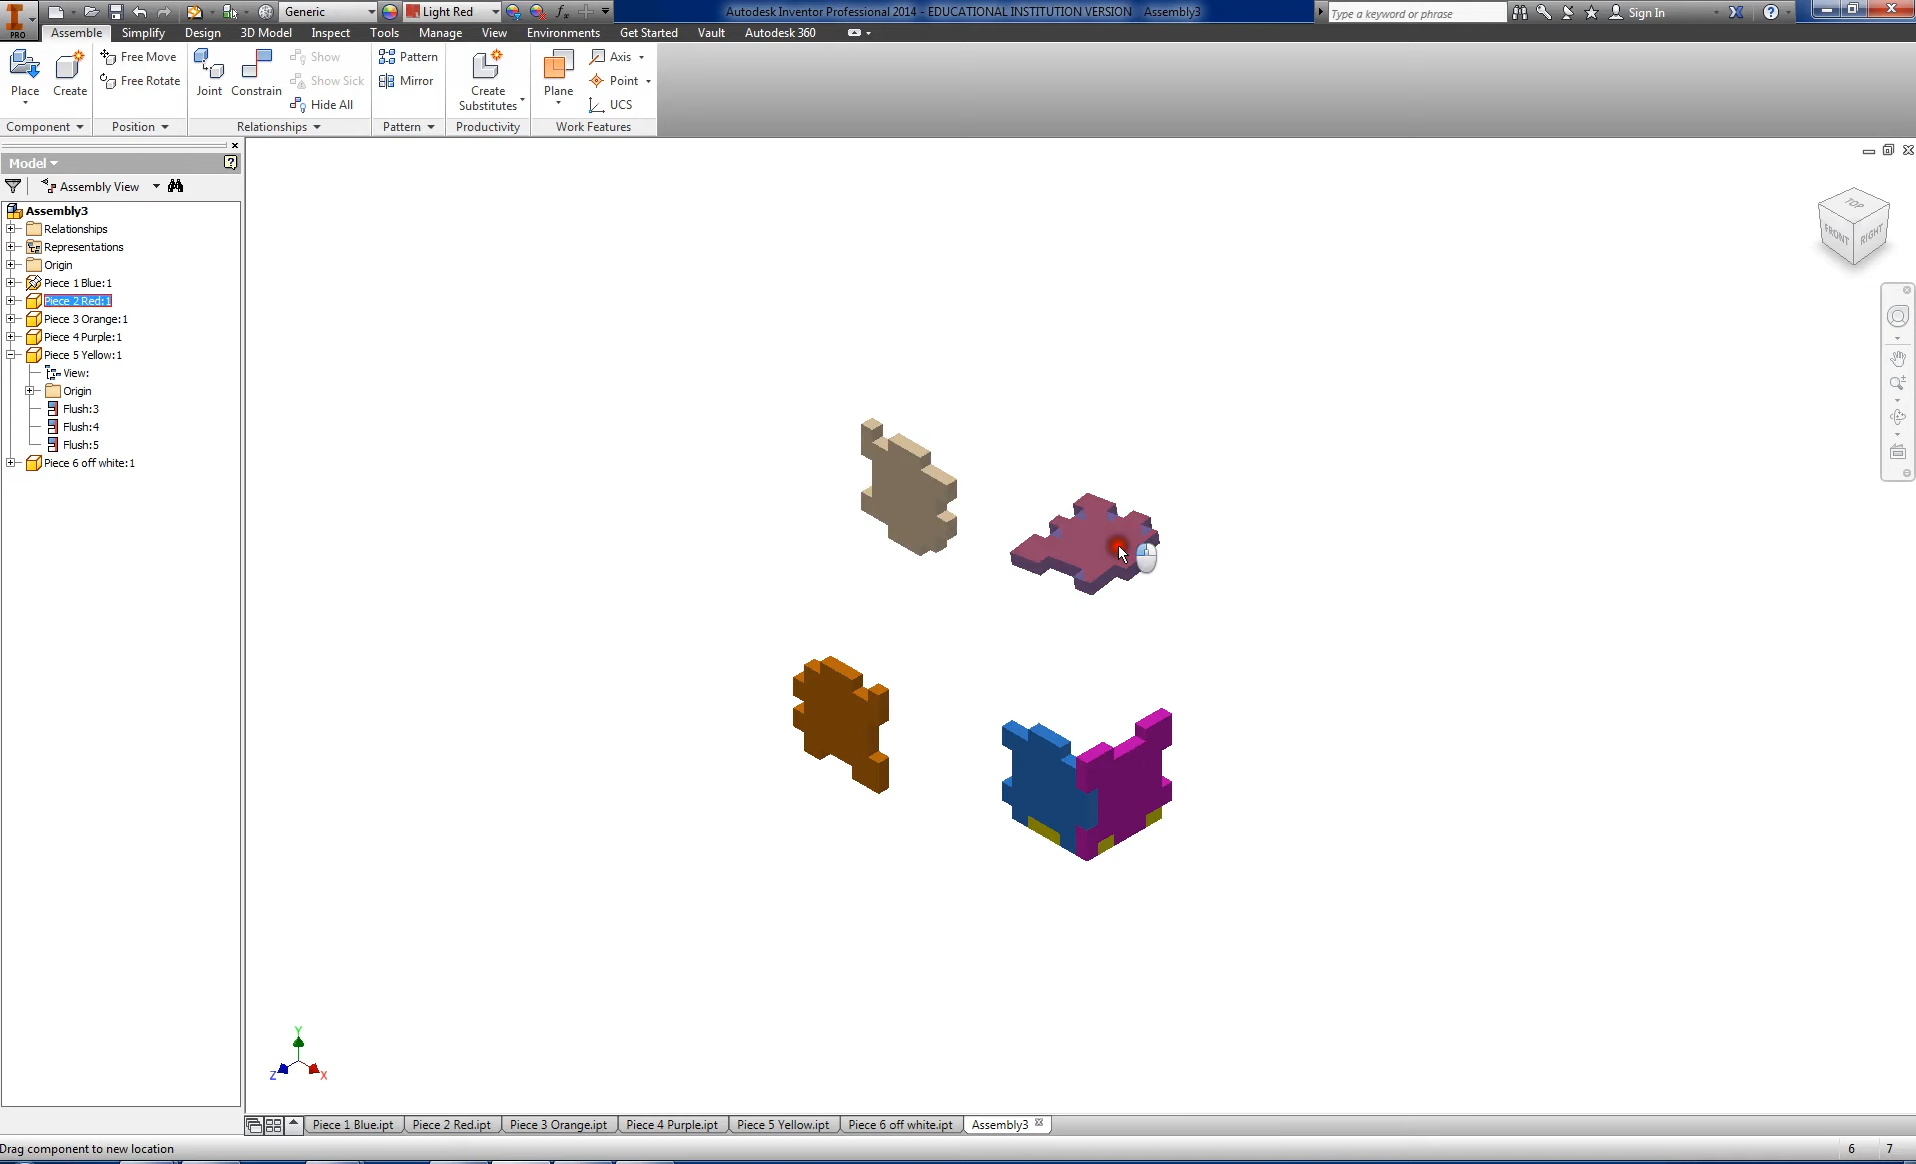 PRO
Generic
Light Red
Autodesk Inventor Professional 2014 - EDUCATIONAL INSTITUTION VERSION Assembly3
Type a keyword or phrase
Sign In
Assemble Simplify Design 3D Model Inspect Tools Manage View Environments Get Started Vault Autodesk 360
Free Move
Free Rotate
Place
Create
Joint
Constrain
Show
Show Sick
Hide All
Pattern
Mirror
Create
Substitutes
Plane
Axis
Point
UCS
Component Position Relationships Pattern Productivity Work Features
Model
Assembly View
Assembly3
Relationships
Representations
Origin
Piece 1 Blue:1
Piece 2 Red:1
Piece 3 Orange:1
Piece 4 Purple:1
Piece 5 Yellow:1
View:
Origin
Flush:3
Flush:4
Flush:5
Piece 6 off white:1
TOP
FRONT
RIGHT
Y
Z
X
Piece 1 Blue.ipt Piece 2 Red.ipt Piece 3 Orange.ipt Piece 4 Purple.ipt Piece 5 Yellow.ipt Piece 6 off white.ipt Assembly3
Drag component to new location
6 7